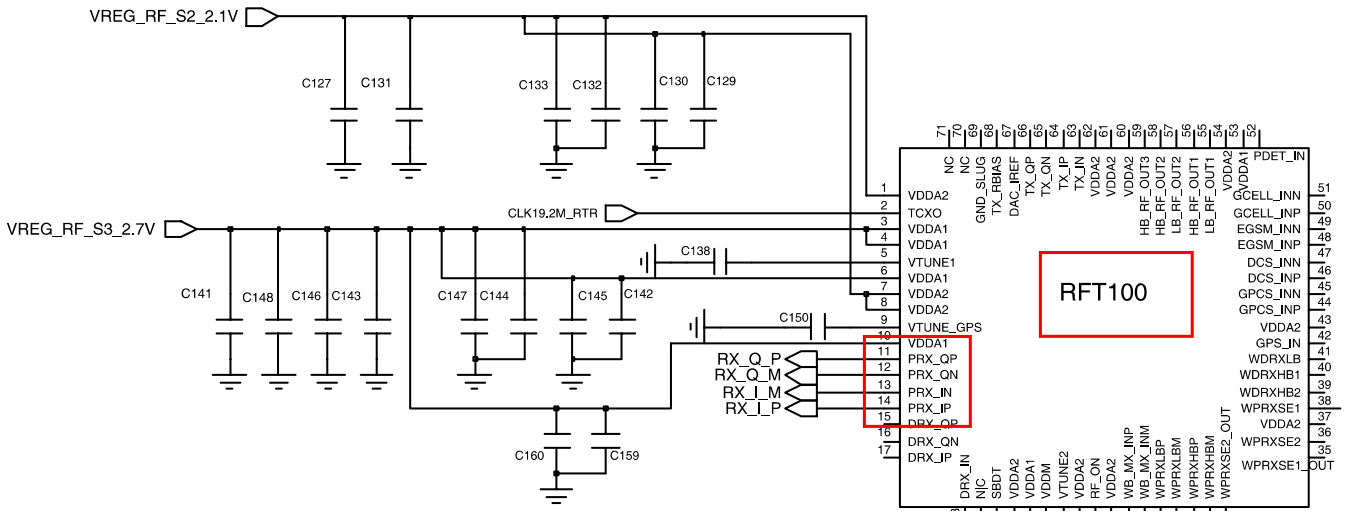 VREG_RF_S2_2.1V
C127
C131
C133
C132
C130
C129
71
70
69
68
67
66
65
64
63
62
61
60
59
58
57
56
55
54
53
52
NC
NC
GND_SLUG
TX_RBIAS
DAC_IREF
TX_QP
TX_QN
TX_IP
TX_IN
VDDA2
VDDA2
VDDA2
HB_RF_OUT3
HB_RF_OUT2
LB_RF_OUT2
HB_RF_OUT1
LB_RF_OUT1
VDDA2
VDDA1
PDET_IN
VREG_RF_S3_2.7V
CLK19.2M_RTR
C141
C148
C146
C143
C147
C144
C145
C142
C138
C150
C160
C159
RX_Q_P
RX_Q_M
RX_I_M
RX_I_P
1 VDDA2
2 TCXO
3 VDDA1
4 VDDA1
5 VTUNE1
6 VDDA1
7 VDDA2
8 VDDA2
9 VTUNE_GPS
10 VDDA1
11 PRX_QP
12 PRX_QN
13 PRX_IN
14 PRX_IP
15 DRX_QP
16 DRX_QN
17 DRX_IP
RFT100
GCELL_INN 51
GCELL_INP 50
EGSM_INN 49
EGSM_INP 48
DCS_INN 47
DCS_INP 46
GPCS_INN 45
GPCS_INP 44
VDDA2 43
GPS_IN 42
WDRXLB 41
WDRXHB1 40
WDRXHB2 39
WPRXSE1 38
VDDA2 37
WPRXSE2 36
WPRXSE1_OUT 35
DRX_IN
N|C
SBDT
VDDA2
VDDA1
VDDM
VTUNE2
VDDA2
RF_ON
VDDA2
WB_MX_INP
WB_MX_INM
WPRXLBP
WPRXLBM
WPRXHBP
WPRXHBM
WPRXSE2_OUT